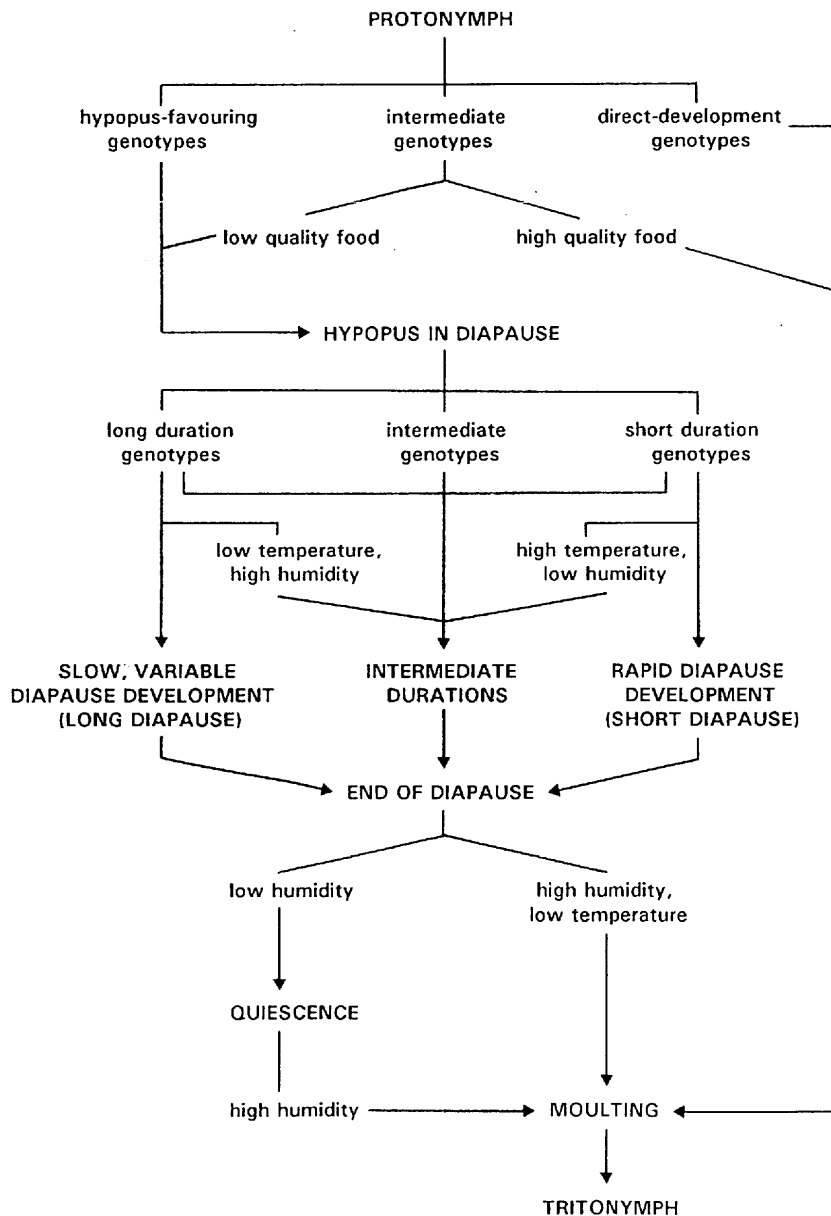 PROTONYMPH
hypopus-favouring
genotypes
intermediate
genotypes
direct-development
genotypes
low quality food
high quality food
HYPOPUS IN DIAPAUSE
long duration
genotypes
intermediate
genotypes
short duration
genotypes
low temperature,
high humidity
high temperature,
low humidity
SLOW, VARIABLE
DIAPAUSE DEVELOPMENT
(LONG DIAPAUSE)
INTERMEDIATE
DURATIONS
RAPID DIAPAUSE
DEVELOPMENT
(SHORT DIAPAUSE)
END OF DIAPAUSE
low humidity
high humidity,
low temperature
QUIESCENCE
high humidity
MOULTING
TRITONYMPH